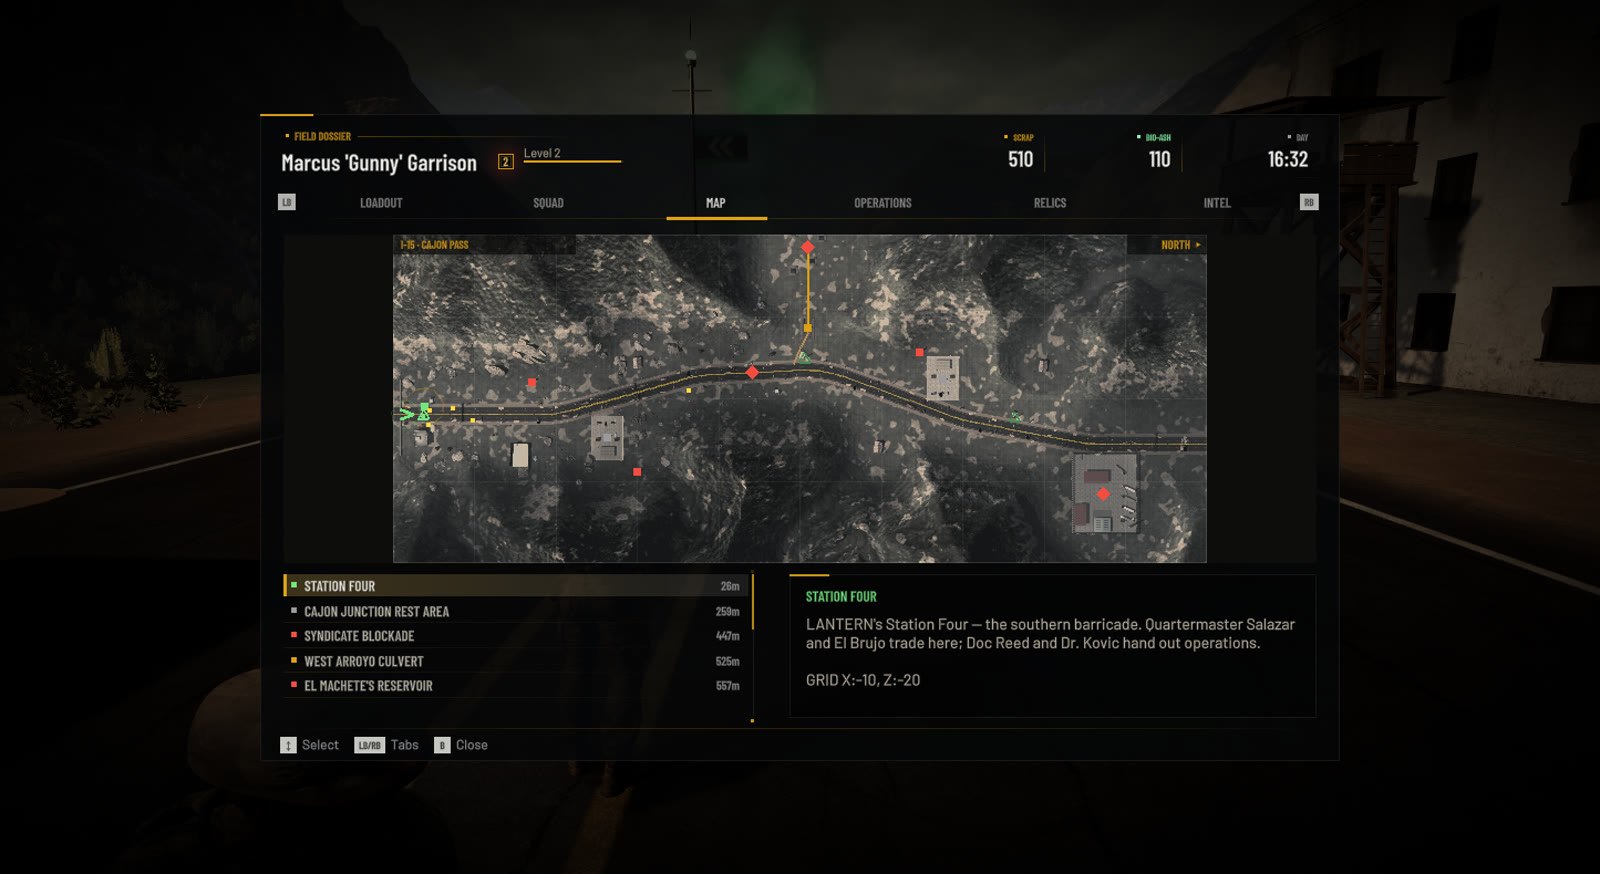 FIELD DOSSIER
Marcus 'Gunny' Garrison
2
Level 2
SCRAP
510
BIO-ASH
110
DAY
16:32
LB
LOADOUT
SQUAD
MAP
OPERATIONS
RELICS
INTEL
RB
I-15 - CAJON PASS
NORTH
STATION FOUR
26m
CAJON JUNCTION REST AREA
259m
SYNDICATE BLOCKADE
447m
WEST ARROYO CULVERT
525m
EL MACHETE'S RESERVOIR
557m
STATION FOUR
LANTERN's Station Four — the southern barricade. Quartermaster Salazar
and El Brujo trade here; Doc Reed and Dr. Kovic hand out operations.
GRID X:-10, Z:-20
Select
LB/RB Tabs
B Close